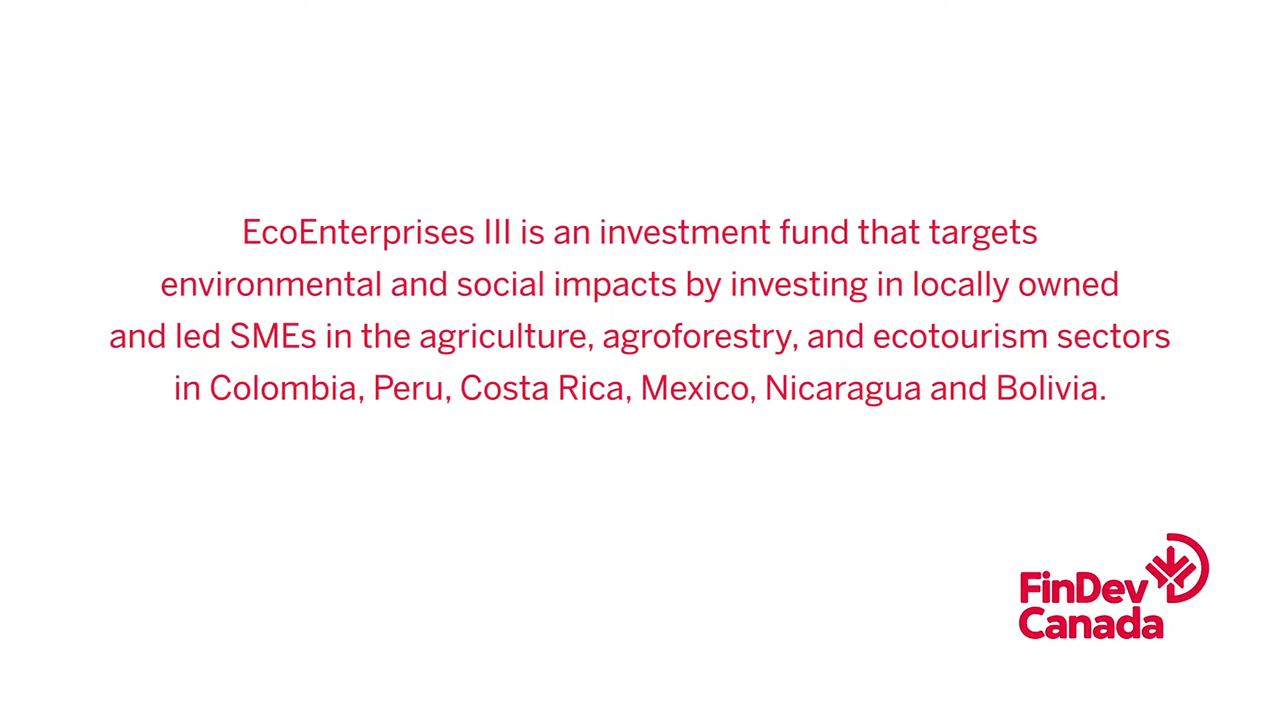 EcoEnterprises III is an investment fund that targets
environmental and social impacts by investing in locally owned
and led SMEs in the agriculture, agroforestry, and ecotourism sectors
in Colombia, Peru, Costa Rica, Mexico, Nicaragua and Bolivia.
FinDev
Canada